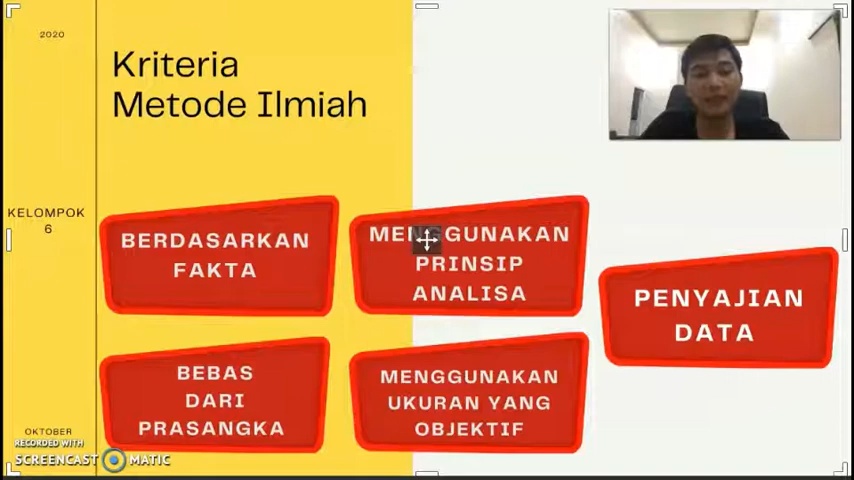 2020
Kriteria
Metode Ilmiah
KELOMPOK
6
BERDASARKAN
FAKTA
MENGGUNAKAN
PRINSIP
ANALISA
PENYAJIAN
DATA
BEBAS
DARI
PRASANGKA
MENGGUNAKAN
UKURAN YANG
OBJEKTIF
OKTOBER
RECORDED WITH
SCREENCAST MATIC